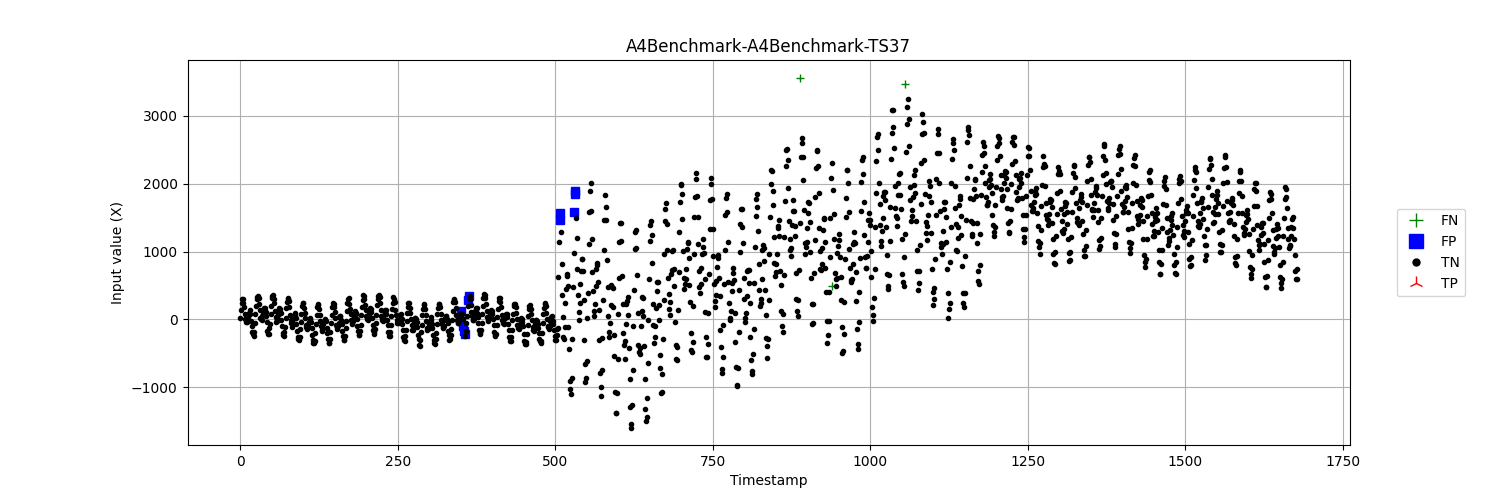 A4Benchmark-A4Benchmark-TS37
Input value (X)
3000
2000
1000
0
−1000
0 250 500 750 1000 1250 1500 1750
Timestamp
FN
FP
TN
TP